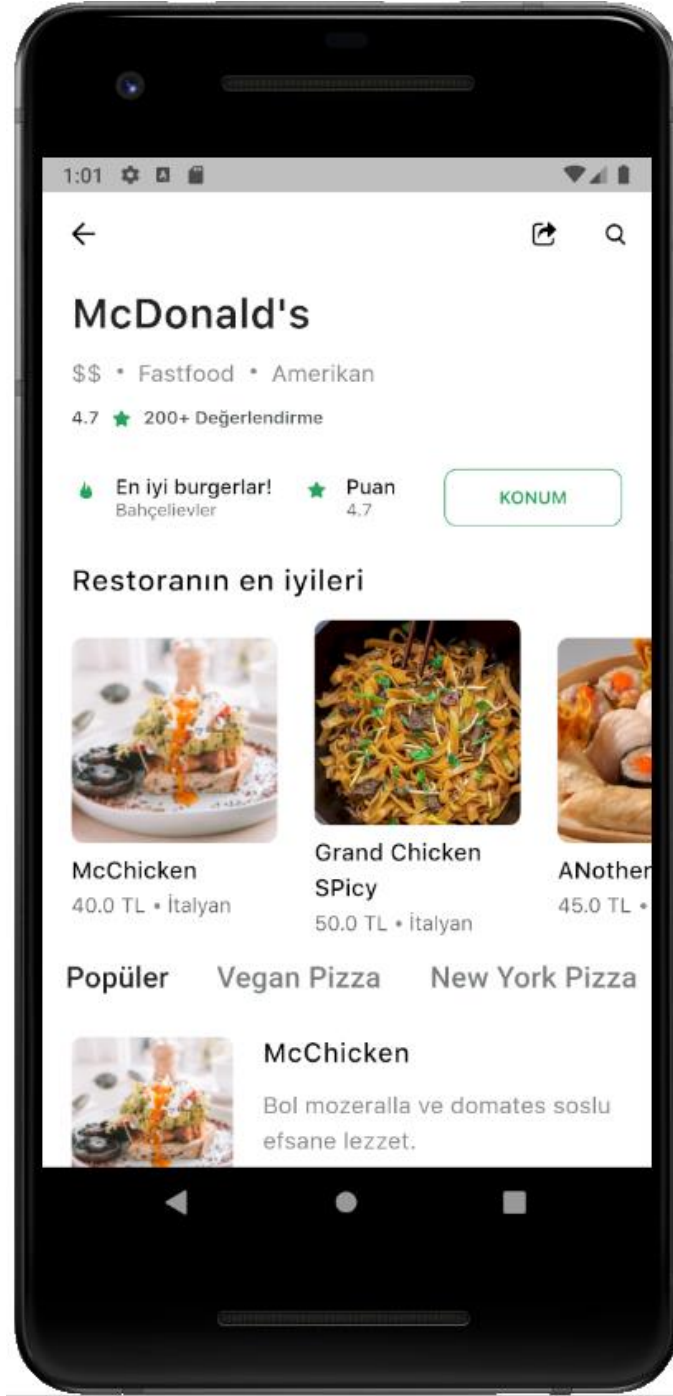 1:01
McDonald's
$$ • Fastfood • Amerikan
4.7 ★ 200+ Değerlendirme
En iyi burgerlar!
Bahçelievler
Puan
4.7
KONUM
Restoranın en iyileri
McChicken
40.0 TL • İtalyan
Grand Chicken
SPicy
50.0 TL • İtalyan
ANother
45.0 TL •
Popüler Vegan Pizza New York Pizza
McChicken
Bol mozeralla ve domates soslu
efsane lezzet.